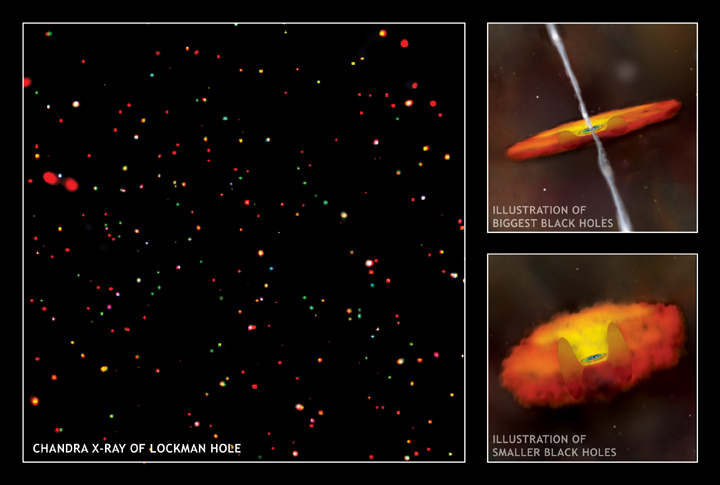 CHANDRA X-RAY OF LOCKMAN HOLE
ILLUSTRATION OF
BIGGEST BLACK HOLES
ILLUSTRATION OF
SMALLER BLACK HOLES